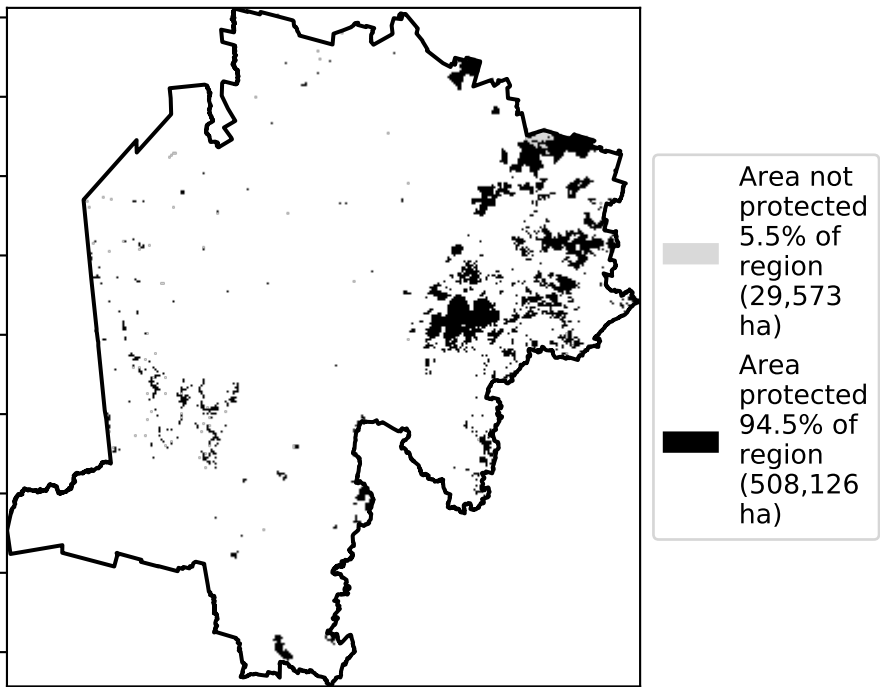 Area not
protected
5.5% of
region
(29,573
ha)
Area
protected
94.5% of
region
(508,126
ha)